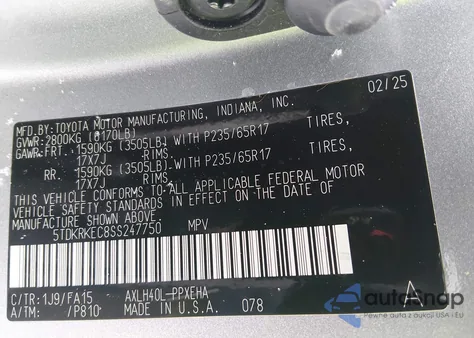 02/25
MFD.BY:TOYOTA MOTOR MANUFACTURING, INDIANA, INC.
GVWR:2800KG (6170LB)
GAWR:FRT 1590KG (3505LB)WITH P235/65R17 TIRES,
17X7J RIMS.
RR 1590KG (3505LB)WITH P235/65R17 TIRES,
17X7J RIMS.
THIS VEHICLE CONFORMS TO ALL APPLICABLE FEDERAL MOTOR
VEHICLE SAFETY STANDARDS IN EFFECT ON THE DATE OF
MANUFACTURE SHOWN ABOVE.
5TDKRKEC8SS247750 MPV
C/TR:1J9/FA15 AXLH40L-PPXEHA A
A/TM: /P810 MADE IN U.S.A. 078
autoSnap
Pewne auto z USA